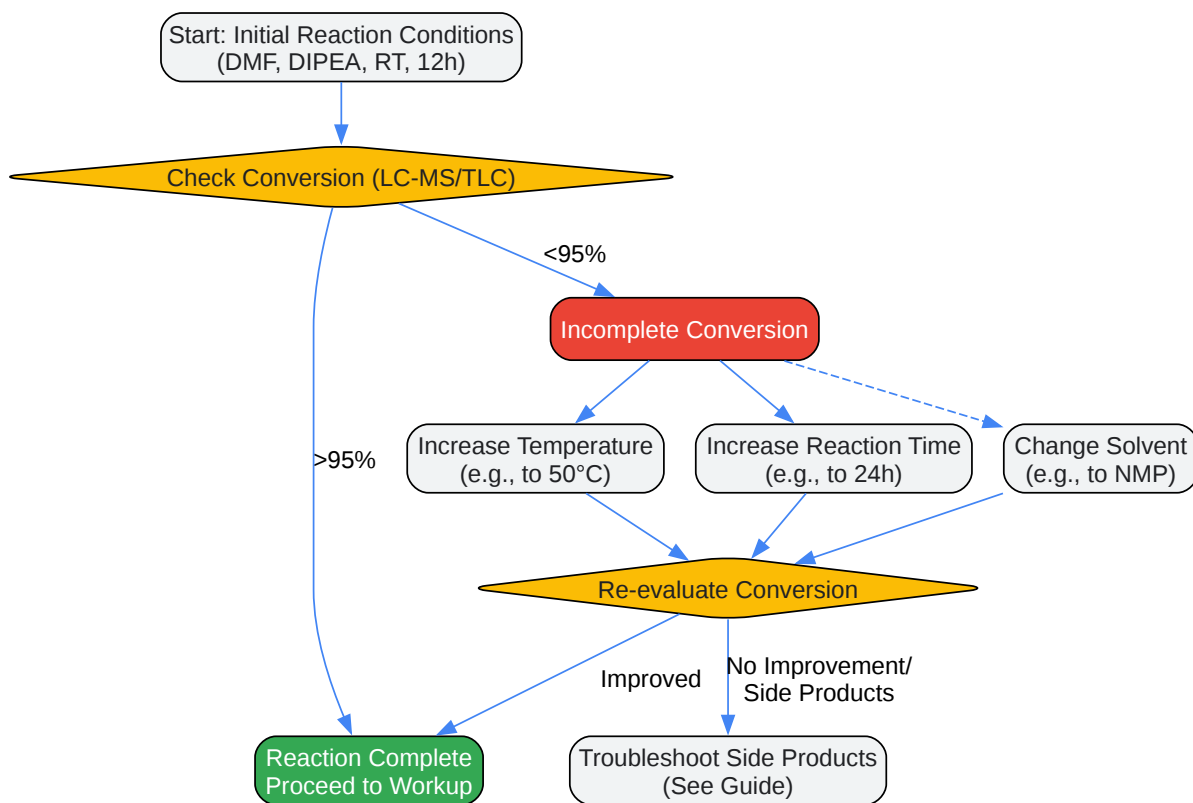 Start: Initial Reaction Conditions
(DMF, DIPEA, RT, 12h)
Check Conversion (LC-MS/TLC)
<95%
Incomplete Conversion
>95%
Increase Temperature
(e.g., to 50°C)
Increase Reaction Time
(e.g., to 24h)
Change Solvent
(e.g., to NMP)
Re-evaluate Conversion
Improved
No Improvement/
Side Products
Reaction Complete
Proceed to Workup
Troubleshoot Side Products
(See Guide)